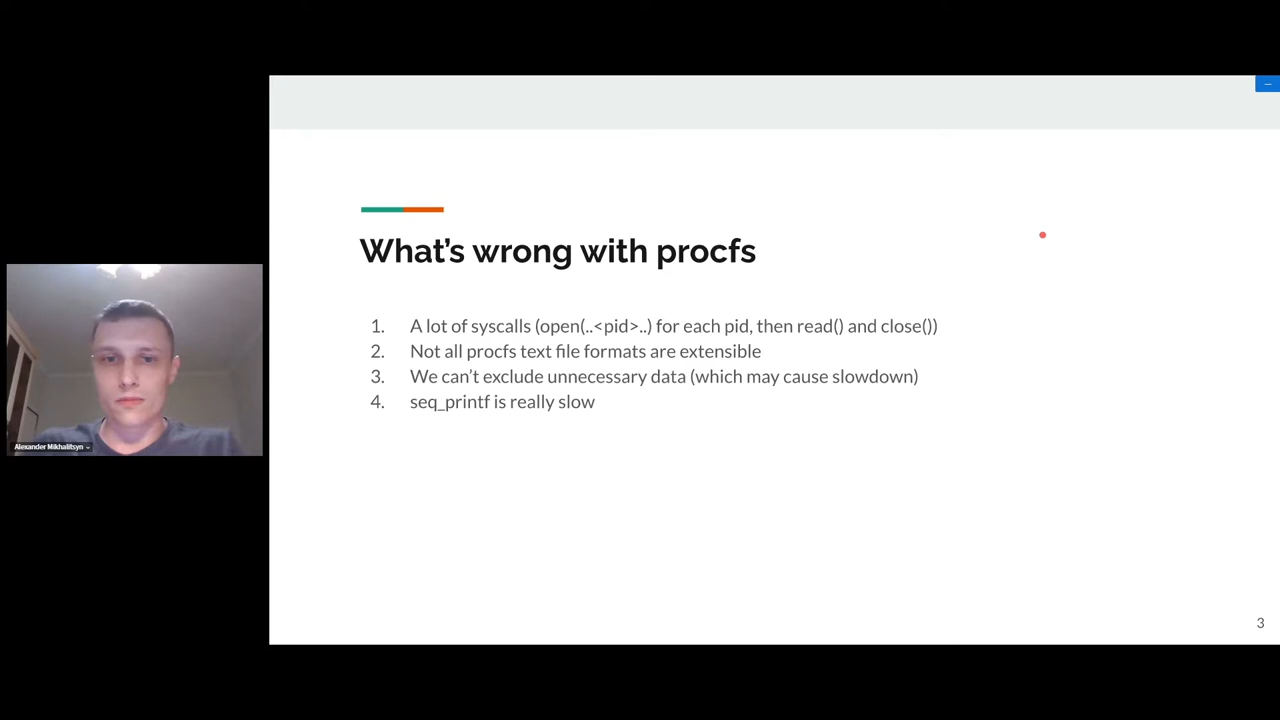 What's wrong with procfs
1. A lot of syscalls (open(..<pid>..) for each pid, then read() and close())
2. Not all procfs text file formats are extensible
3. We can't exclude unnecessary data (which may cause slowdown)
4. seq_printf is really slow
Alexander Mikhalitsyn
3